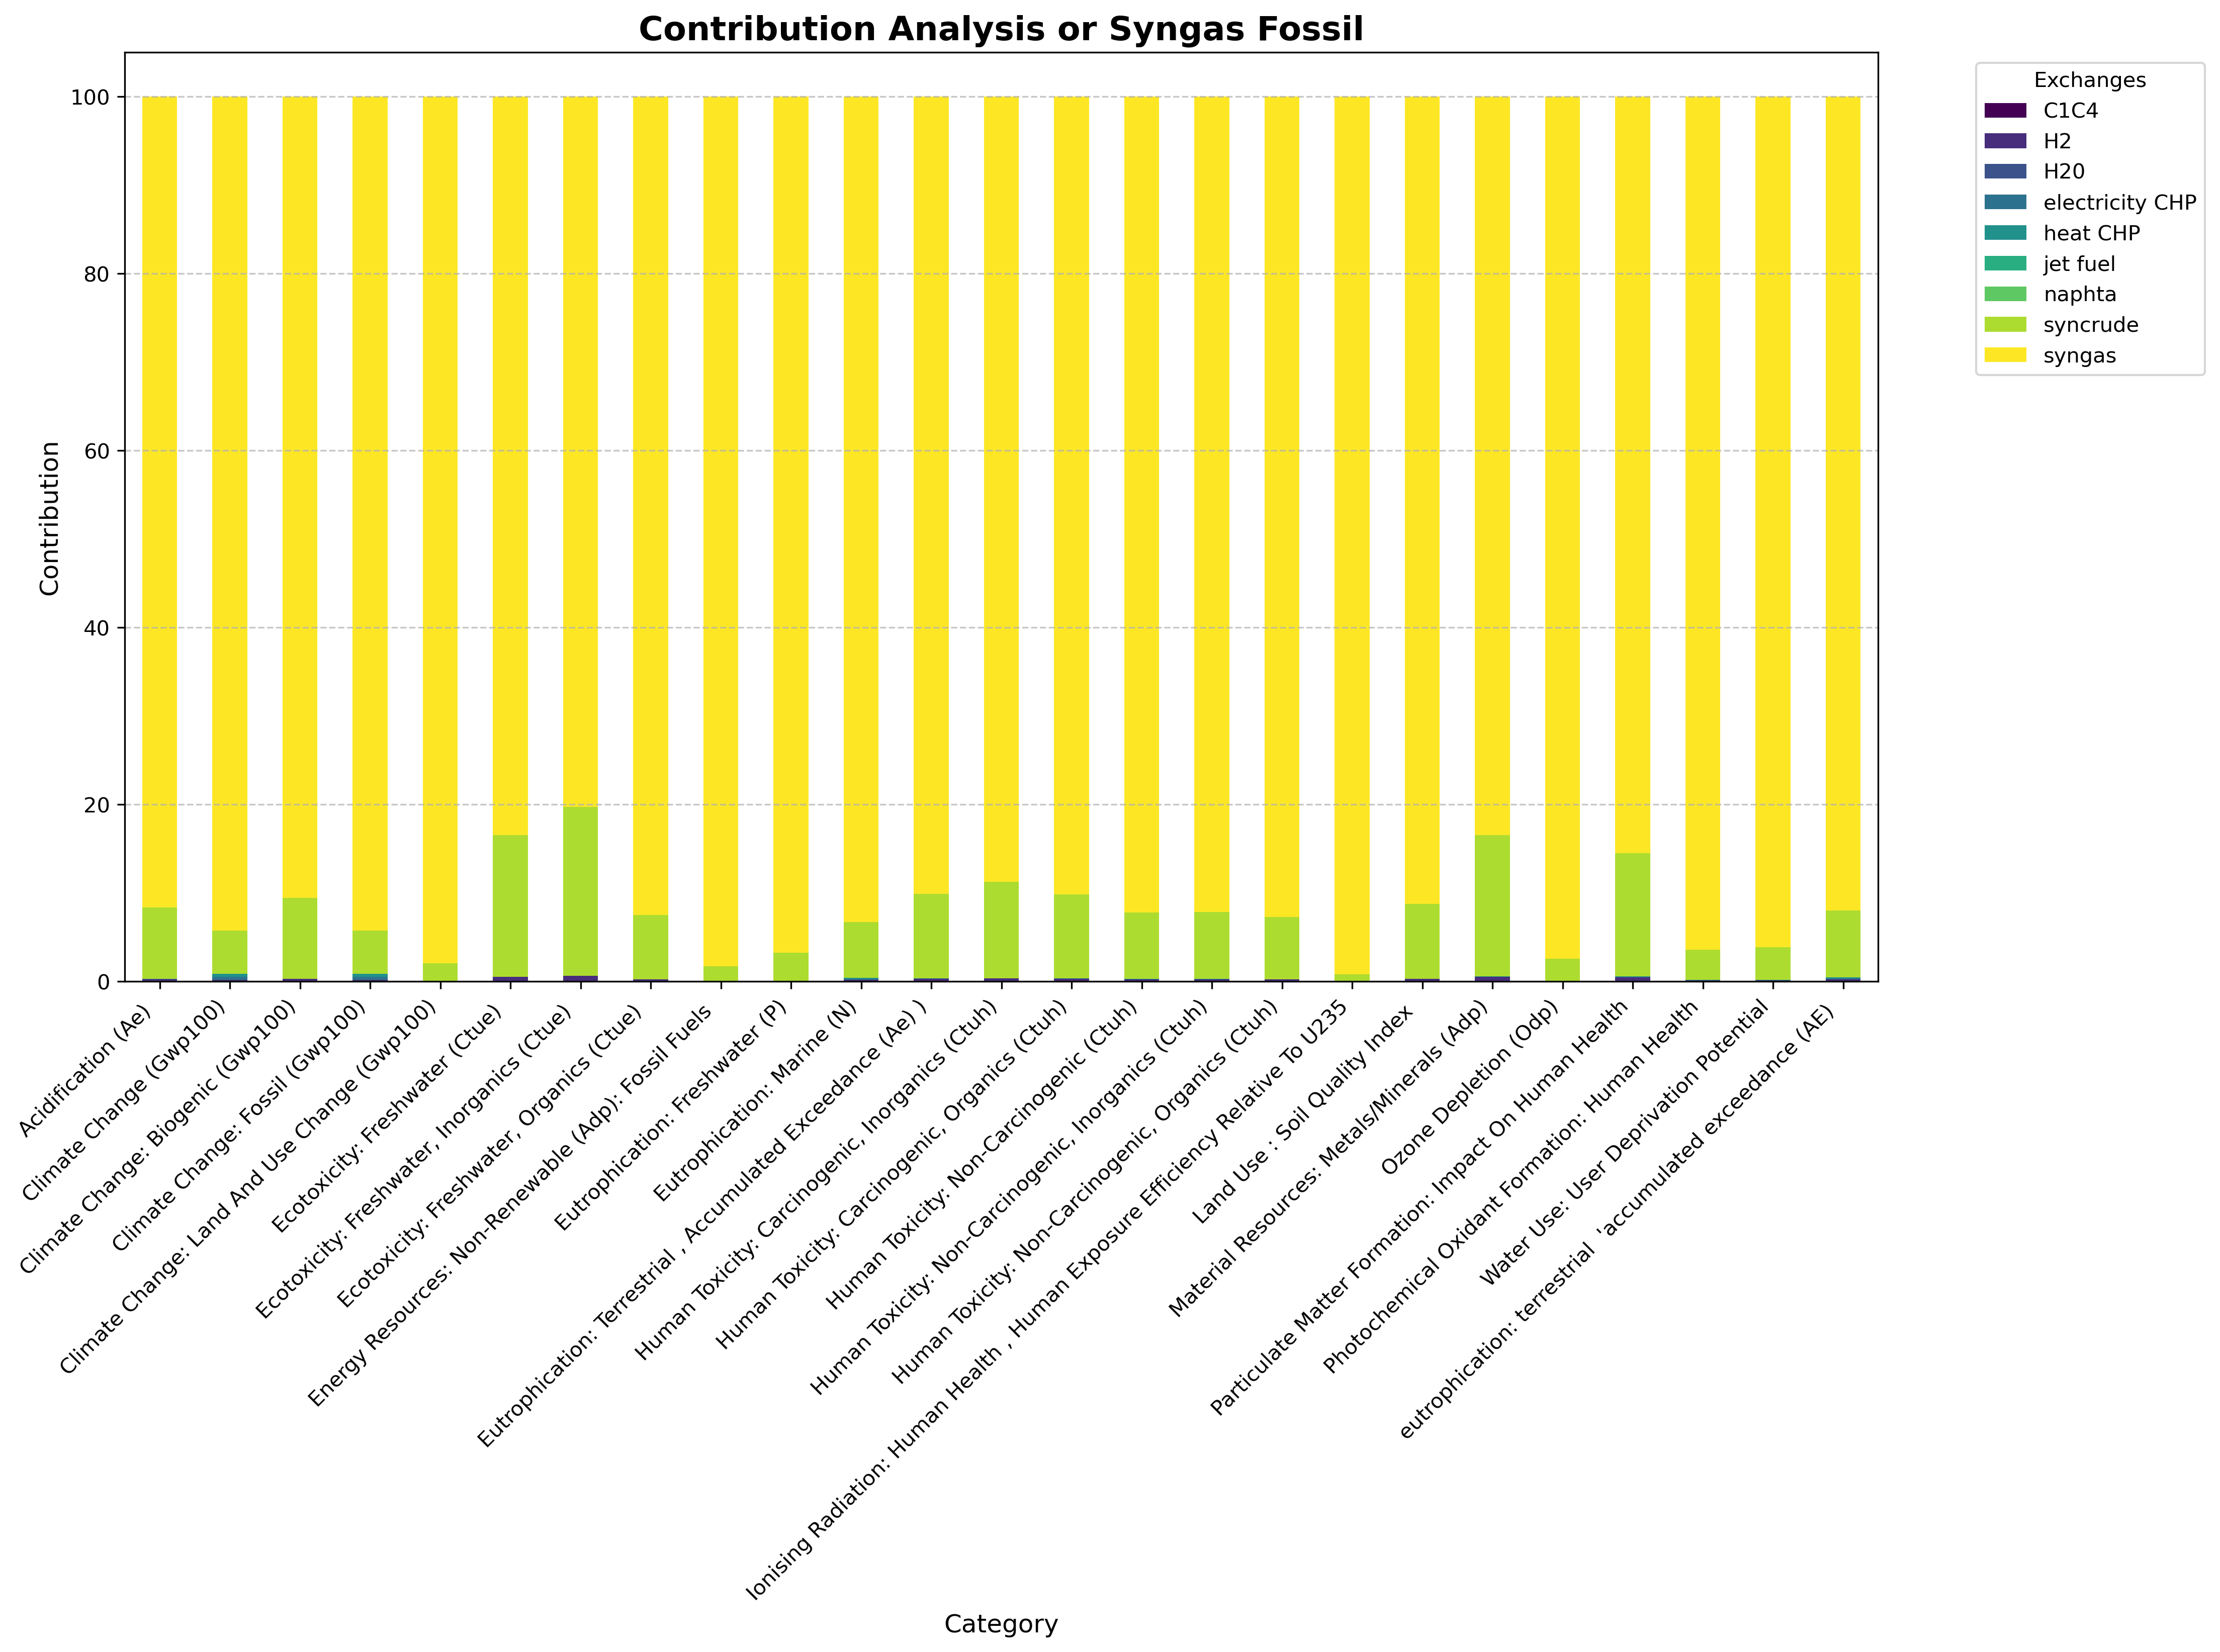 Contribution Analysis or Syngas Fossil
Exchanges
C1C4
H2
H20
electricity CHP
heat CHP
jet fuel
naphta
syncrude
syngas
Contribution
100
80
60
40
20
0
Acidification (Ae)
Climate Change (Gwp100)
Climate Change: Biogenic (Gwp100)
Climate Change: Fossil (Gwp100)
Climate Change: Land And Use Change (Gwp100)
Ecotoxicity: Freshwater (Ctue)
Ecotoxicity: Freshwater, Inorganics (Ctue)
Ecotoxicity: Freshwater, Organics (Ctue)
Energy Resources: Non-Renewable (Adp): Fossil Fuels
Eutrophication: Freshwater (P)
Eutrophication: Marine (N)
Eutrophication: Terrestrial , Accumulated Exceedance (Ae) )
Human Toxicity: Carcinogenic, Inorganics (Ctuh)
Human Toxicity: Carcinogenic, Organics (Ctuh)
Human Toxicity: Non-Carcinogenic (Ctuh)
Human Toxicity: Non-Carcinogenic, Inorganics (Ctuh)
Human Toxicity: Non-Carcinogenic, Organics (Ctuh)
Ionising Radiation: Human Health , Human Exposure Efficiency Relative To U235
Land Use : Soil Quality Index
Material Resources: Metals/Minerals (Adp)
Ozone Depletion (Odp)
Particulate Matter Formation: Impact On Human Health
Photochemical Oxidant Formation: Human Health
Water Use: User Deprivation Potential
eutrophication: terrestrial 'accumulated exceedance (AE)
Category